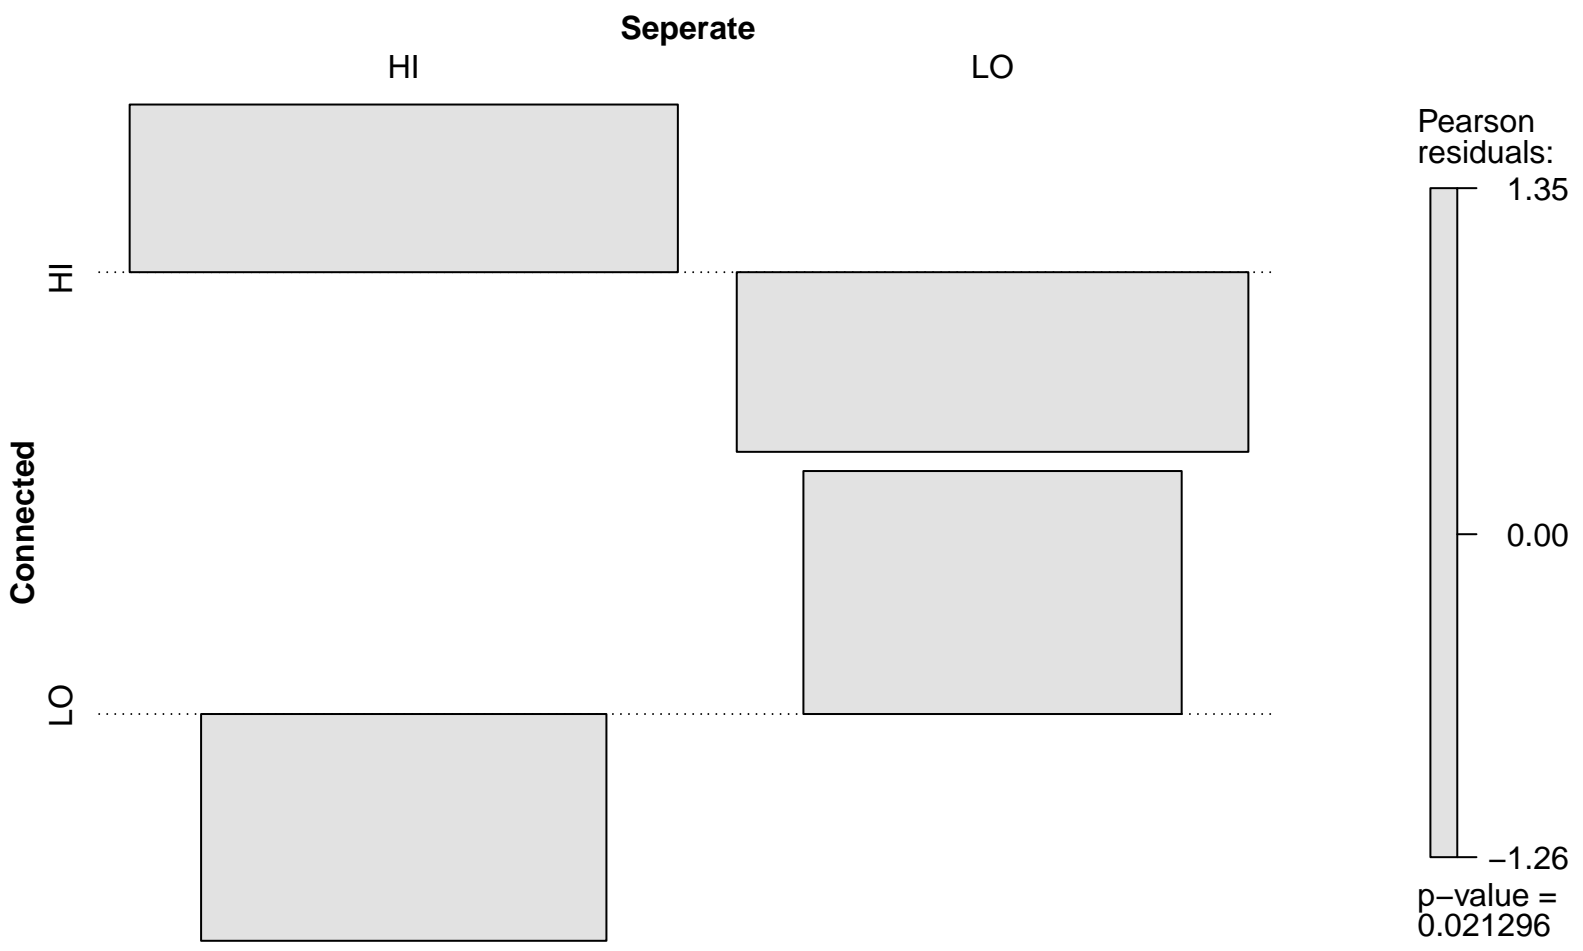 Seperate
HI LO
Connected
HI
LO
Pearson
residuals:
1.35
0.00
−1.26
p−value =
0.021296